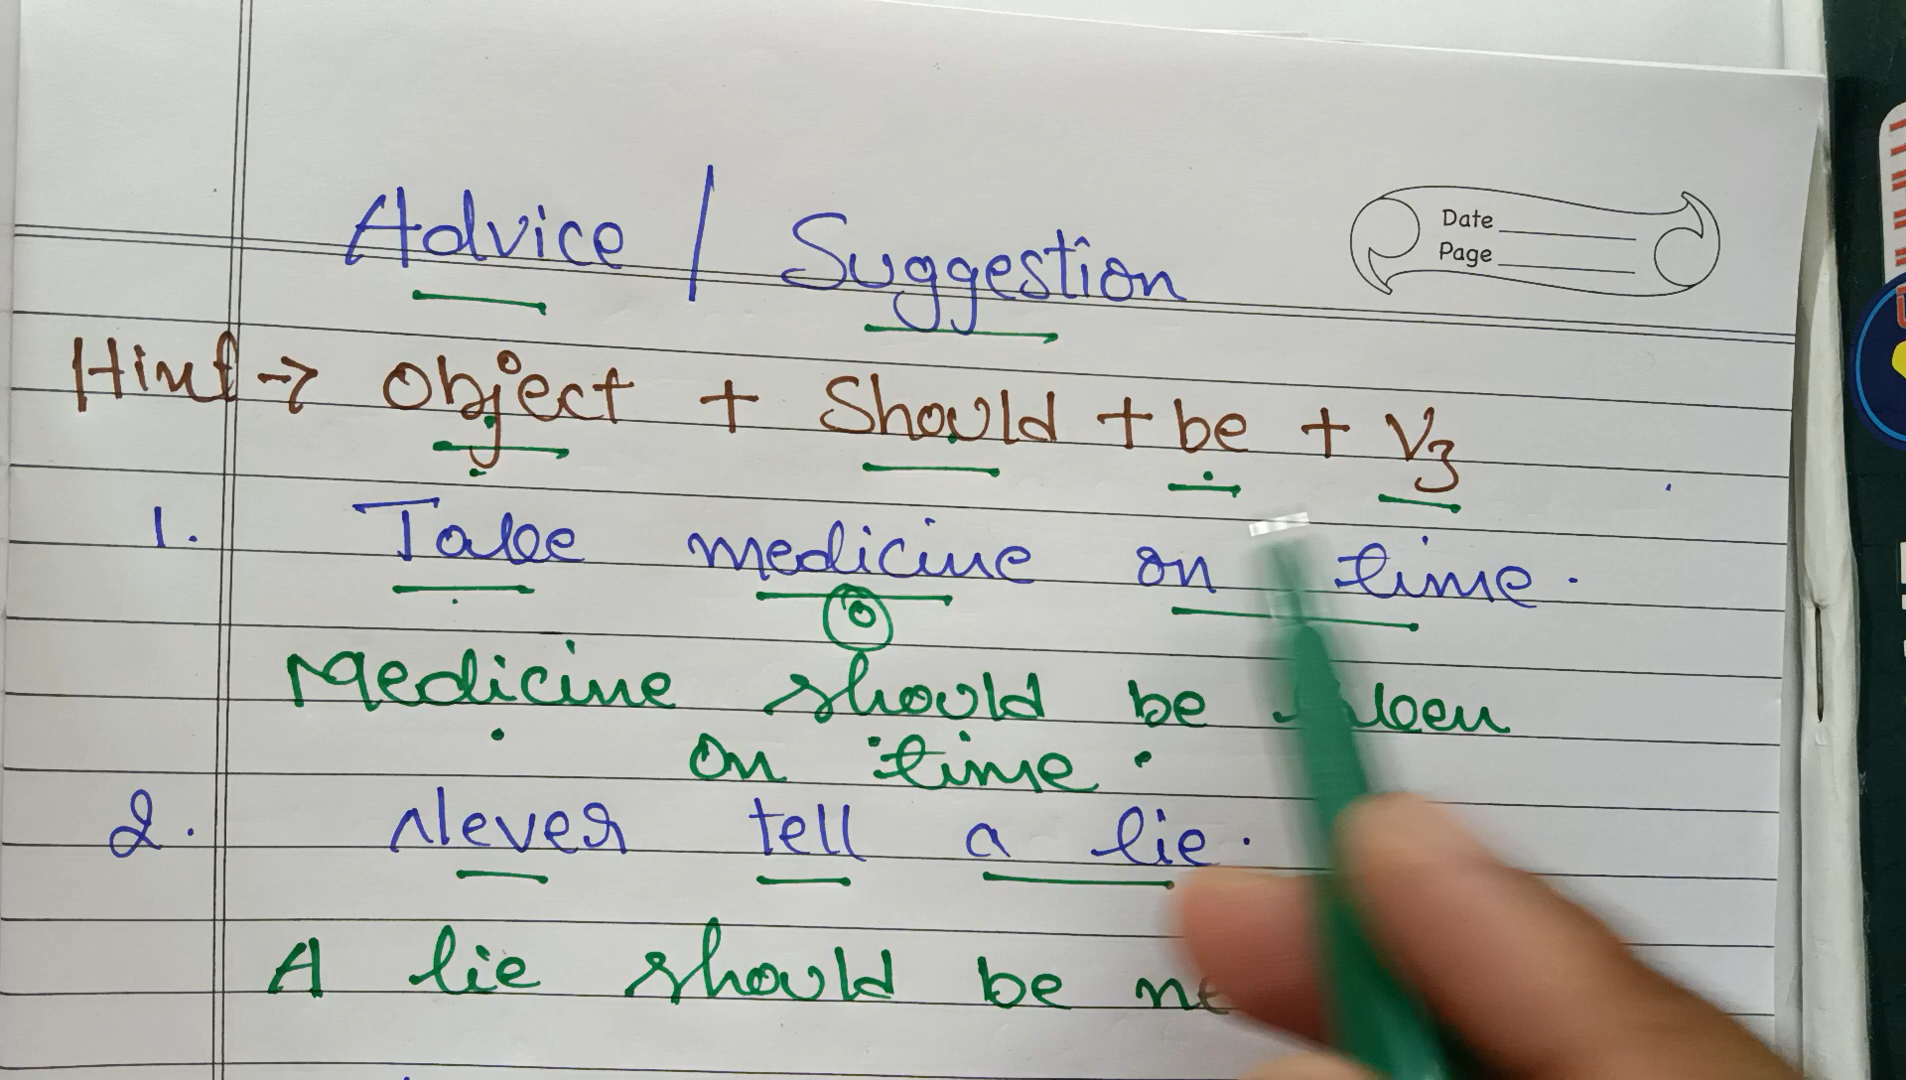 Advice / Suggestion
Date
Page
Hint → Object + Should + be + V3
1. Take medicine on time.
O
Medicine should be
on time.
2. Never tell a lie.
A lie should be